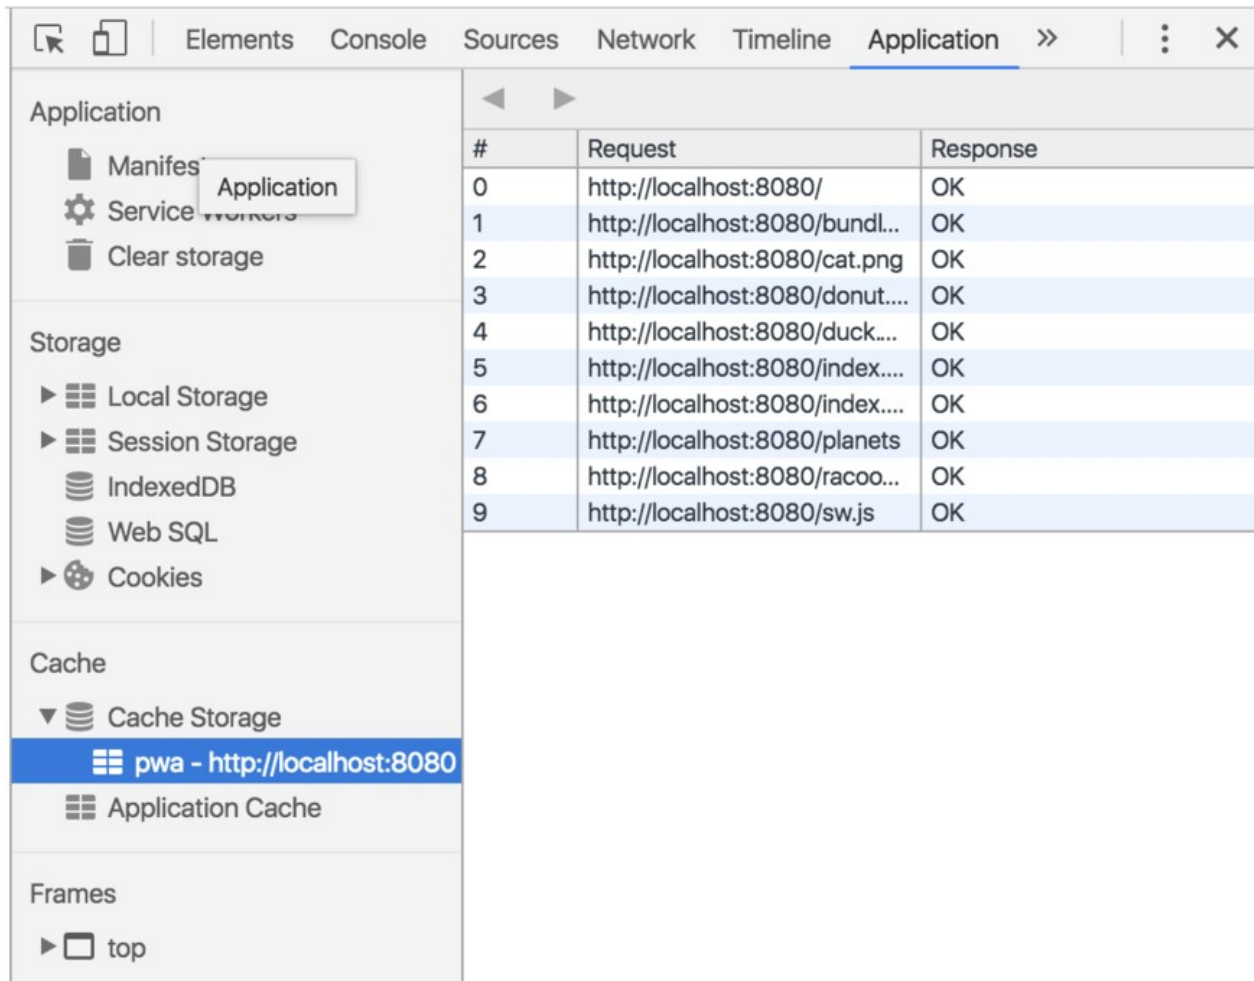 Elements Console Sources Network Timeline Application »
Application
Manifes
Application
Service Workers
Clear storage
Storage
Local Storage
Session Storage
IndexedDB
Web SQL
Cookies
Cache
Cache Storage
pwa - http://localhost:8080
Application Cache
Frames
top
# Request Response
0 http://localhost:8080/ OK
1 http://localhost:8080/bundl... OK
2 http://localhost:8080/cat.png OK
3 http://localhost:8080/donut.... OK
4 http://localhost:8080/duck.... OK
5 http://localhost:8080/index.... OK
6 http://localhost:8080/index.... OK
7 http://localhost:8080/planets OK
8 http://localhost:8080/racoo... OK
9 http://localhost:8080/sw.js OK